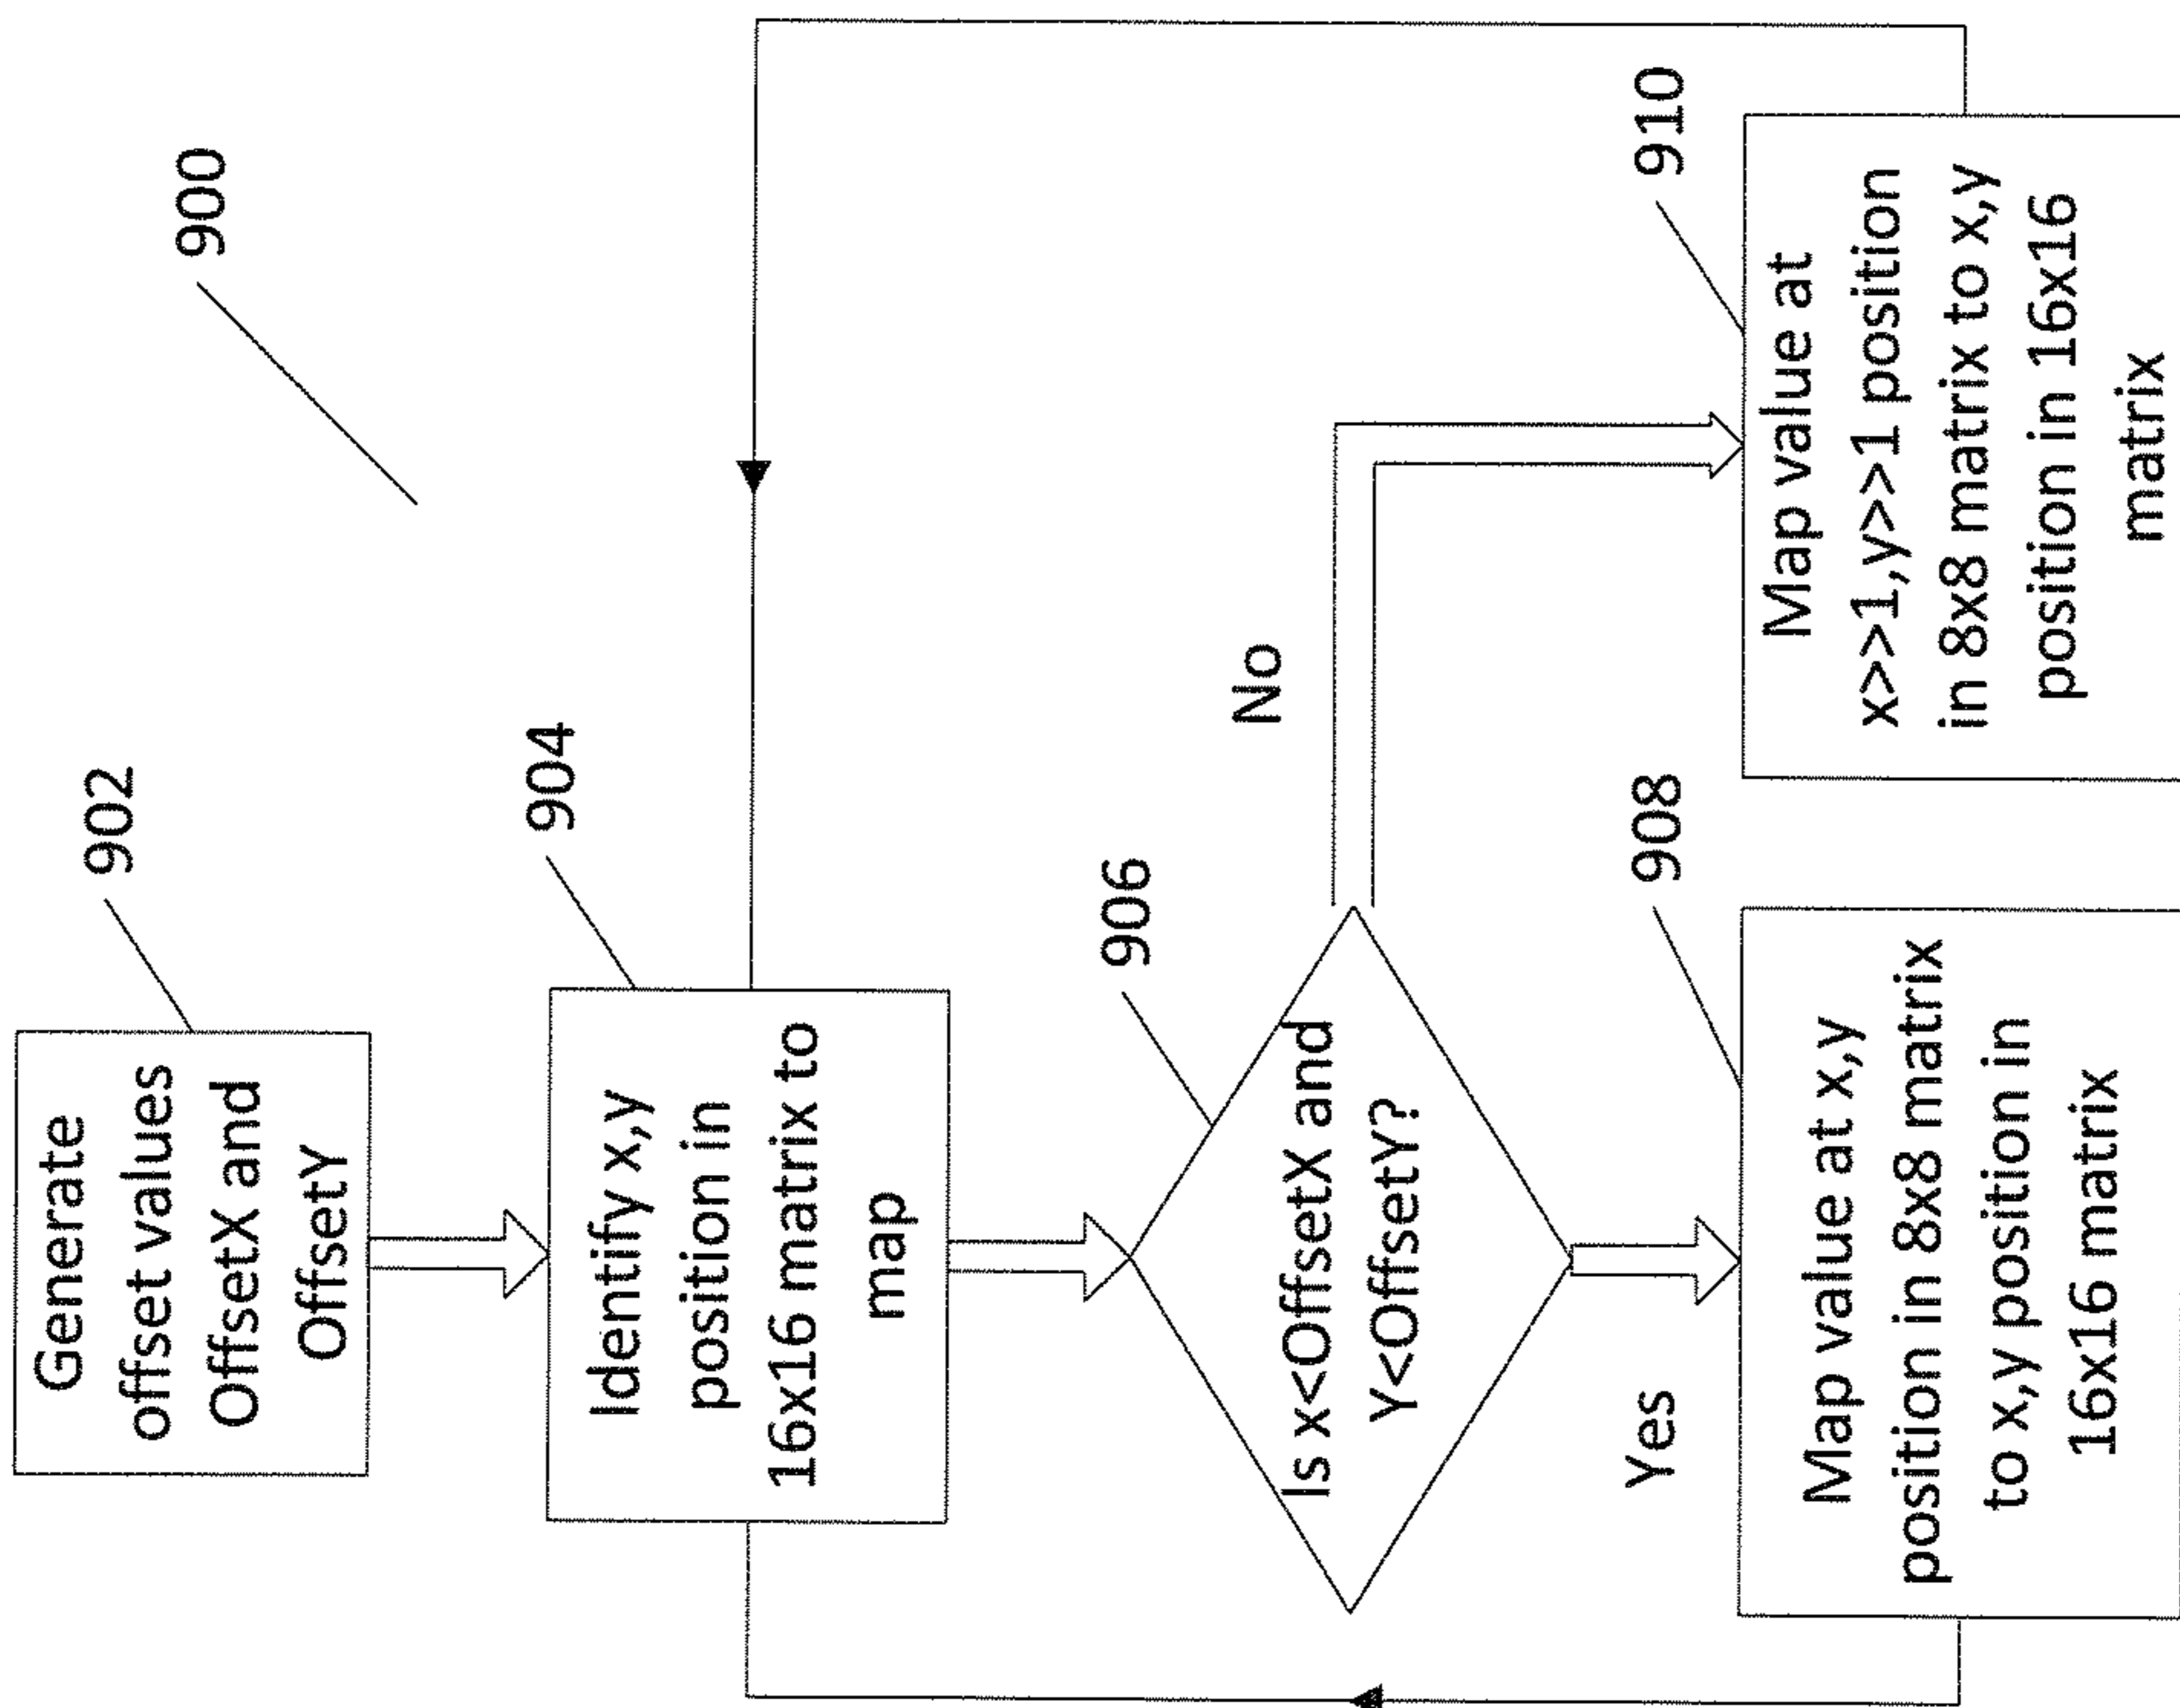 900
902
Generate
offset values
OffsetX and
OffsetY
904
Identify x,y
position in
16x16 matrix to
map
906
Is x<OffsetX and
Y<OffsetY?
No
Yes
908
Map value at x,y
position in 8x8 matrix
to x,y position in
16x16 matrix
910
Map value at
x>>1,y>>1 position
in 8x8 matrix to x,y
position in 16x16
matrix